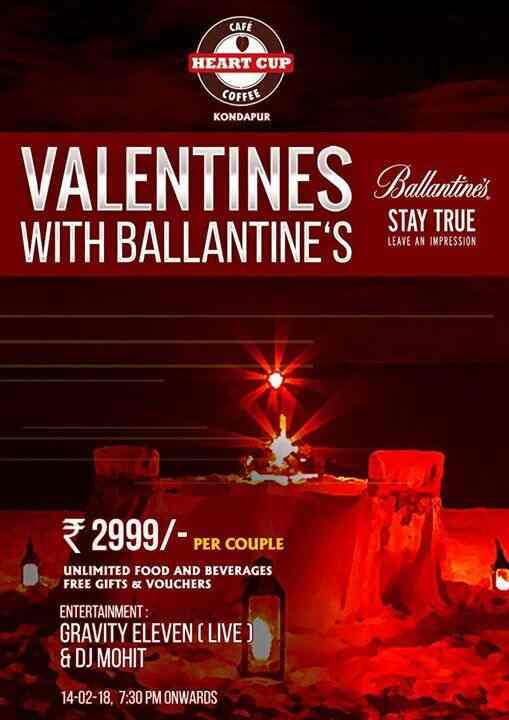 CAFÉ
HEART CUP
COFFEE
KONDAPUR
VALENTINES
WITH BALLANTINE'S
Ballantine's
STAY TRUE
LEAVE AN IMPRESSION
₹ 2999/- PER COUPLE
UNLIMITED FOOD AND BEVERAGES
FREE GIFTS & VOUCHERS
ENTERTAINMENT :
GRAVITY ELEVEN ( LIVE )
& DJ MOHIT
14-02-18, 7:30 PM ONWARDS